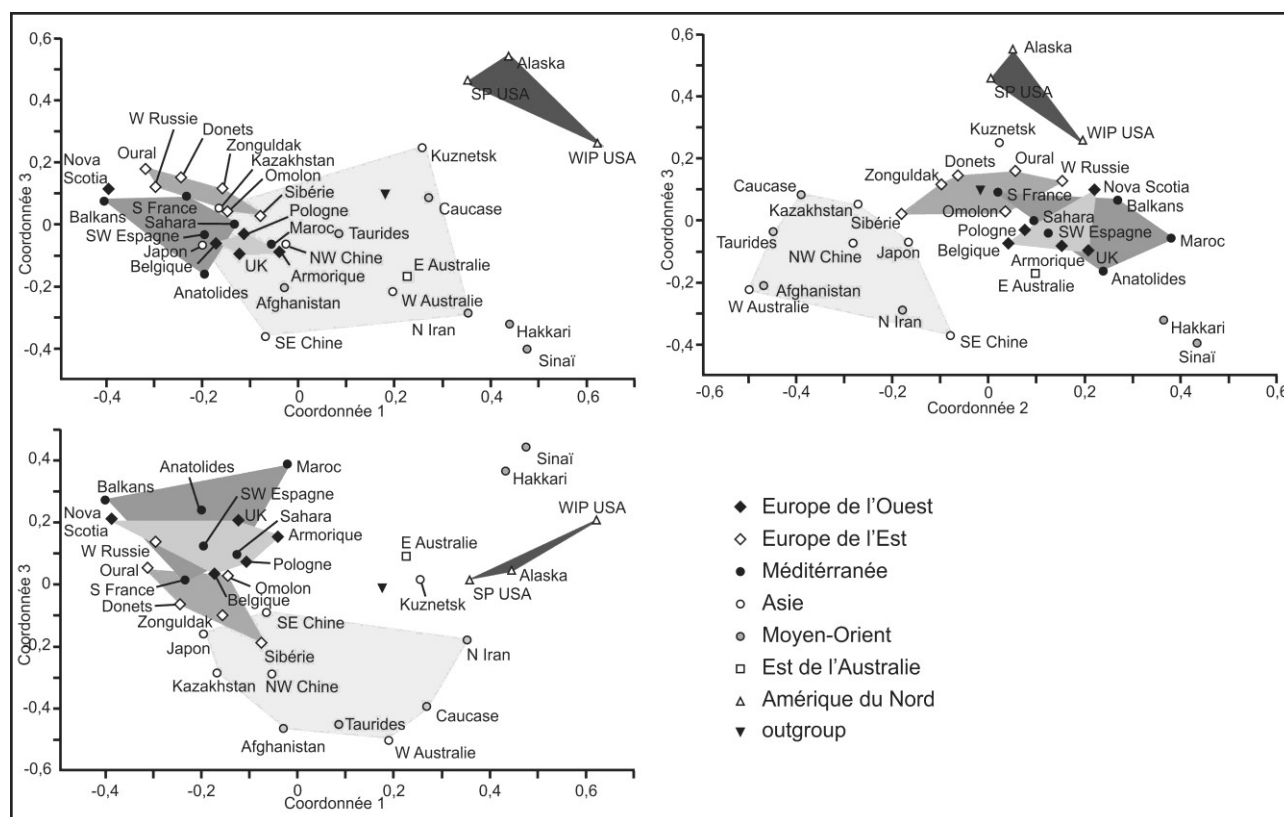 0,6
0,4
0,2
0
-0,2
-0,4
Coordonnée 3
-0,4
-0,2
0
0,2
0,4
0,6
Coordonnée 1
Alaska
SP USA
WIP USA
W Russie
Donets
Oural
Zonguldak
Kazakhstan
Omolon
Nova
Scotia
Sibérie
Kuznetsk
Balkans
S France
Pologne
Caucase
Sahara
Maroc
SW Espagne
Taurides
Japon
NW Chine
Belgique
UK
Armorique
E Australie
Anatolides
Afghanistan
W Australie
N Iran
SE Chine
Hakkari
Sinaï
0,6
0,4
0,2
0
-0,2
-0,4
Coordonnée 3
-0,6
-0,4
-0,2
0
0,2
0,4
Coordonnée 2
Alaska
SP USA
Kuznetsk
WIP USA
Donets
Oural
Zonguldak
W Russie
Caucase
S France
Nova Scotia
Kazakhstan
Balkans
Sibérie
Omolon
Sahara
Taurides
Pologne
SW Espagne
Maroc
NW Chine
Japon
Belgique
Armorique
UK
E Australie
Anatolides
Afghanistan
W Australie
N Iran
SE Chine
Hakkari
Sinaï
0,4
0,2
0
-0,2
-0,4
-0,6
Coordonnée 3
-0,4
-0,2
0
0,2
0,4
0,6
Coordonnée 1
Anatolides
Maroc
Sinaï
Balkans
SW Espagne
Hakkari
Nova
Scotia
UK
Sahara
WIP USA
Armorique
W Russie
E Australie
Oural
Pologne
Alaska
S France
Omolon
SP USA
Donets
Belgique
Kuznetsk
Zonguldak
SE Chine
Japon
Sibérie
N Iran
Kazakhstan
NW Chine
Taurides
Caucase
Afghanistan
W Australie
Europe de l'Ouest
Europe de l'Est
Méditérranée
Asie
Moyen-Orient
Est de l'Australie
Amérique du Nord
outgroup